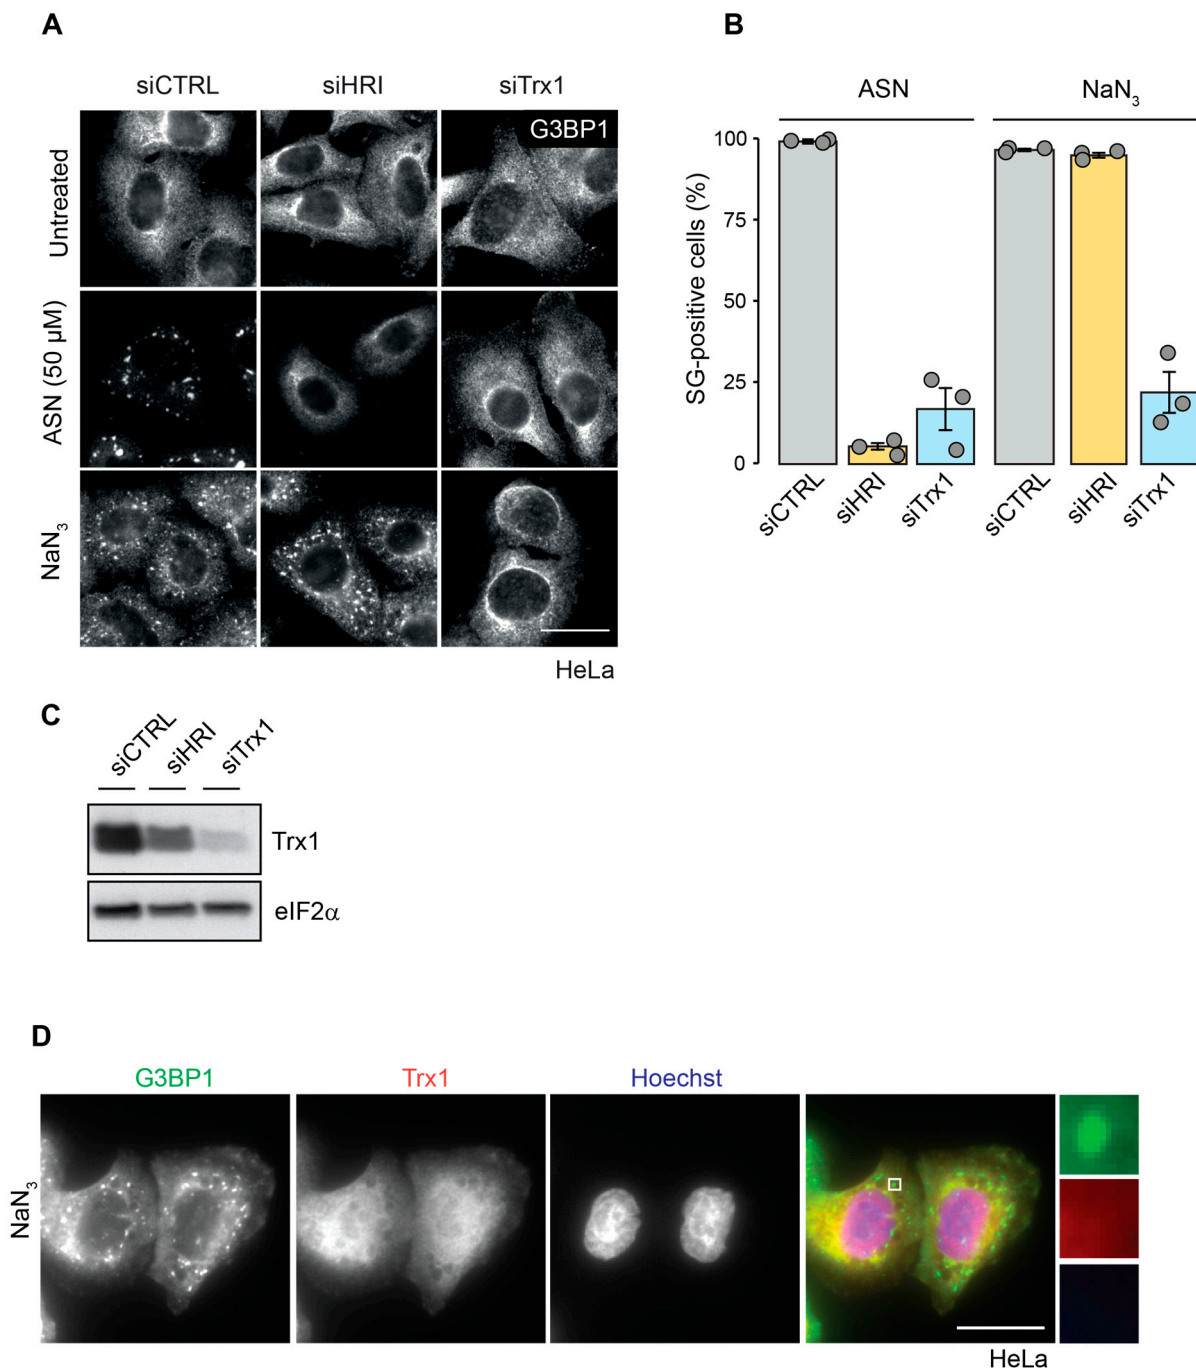 A
siCTRL siHRI siTrx1
G3BP1
Untreated
ASN (50 µM)
NaN3
HeLa
B
ASN NaN3
SG-positive cells (%)
100
75
50
25
0
siCTRL siHRI siTrx1 siCTRL siHRI siTrx1
C
siCTRL siHRI siTrx1
Trx1
eIF2α
D
G3BP1 Trx1 Hoechst
NaN3
HeLa